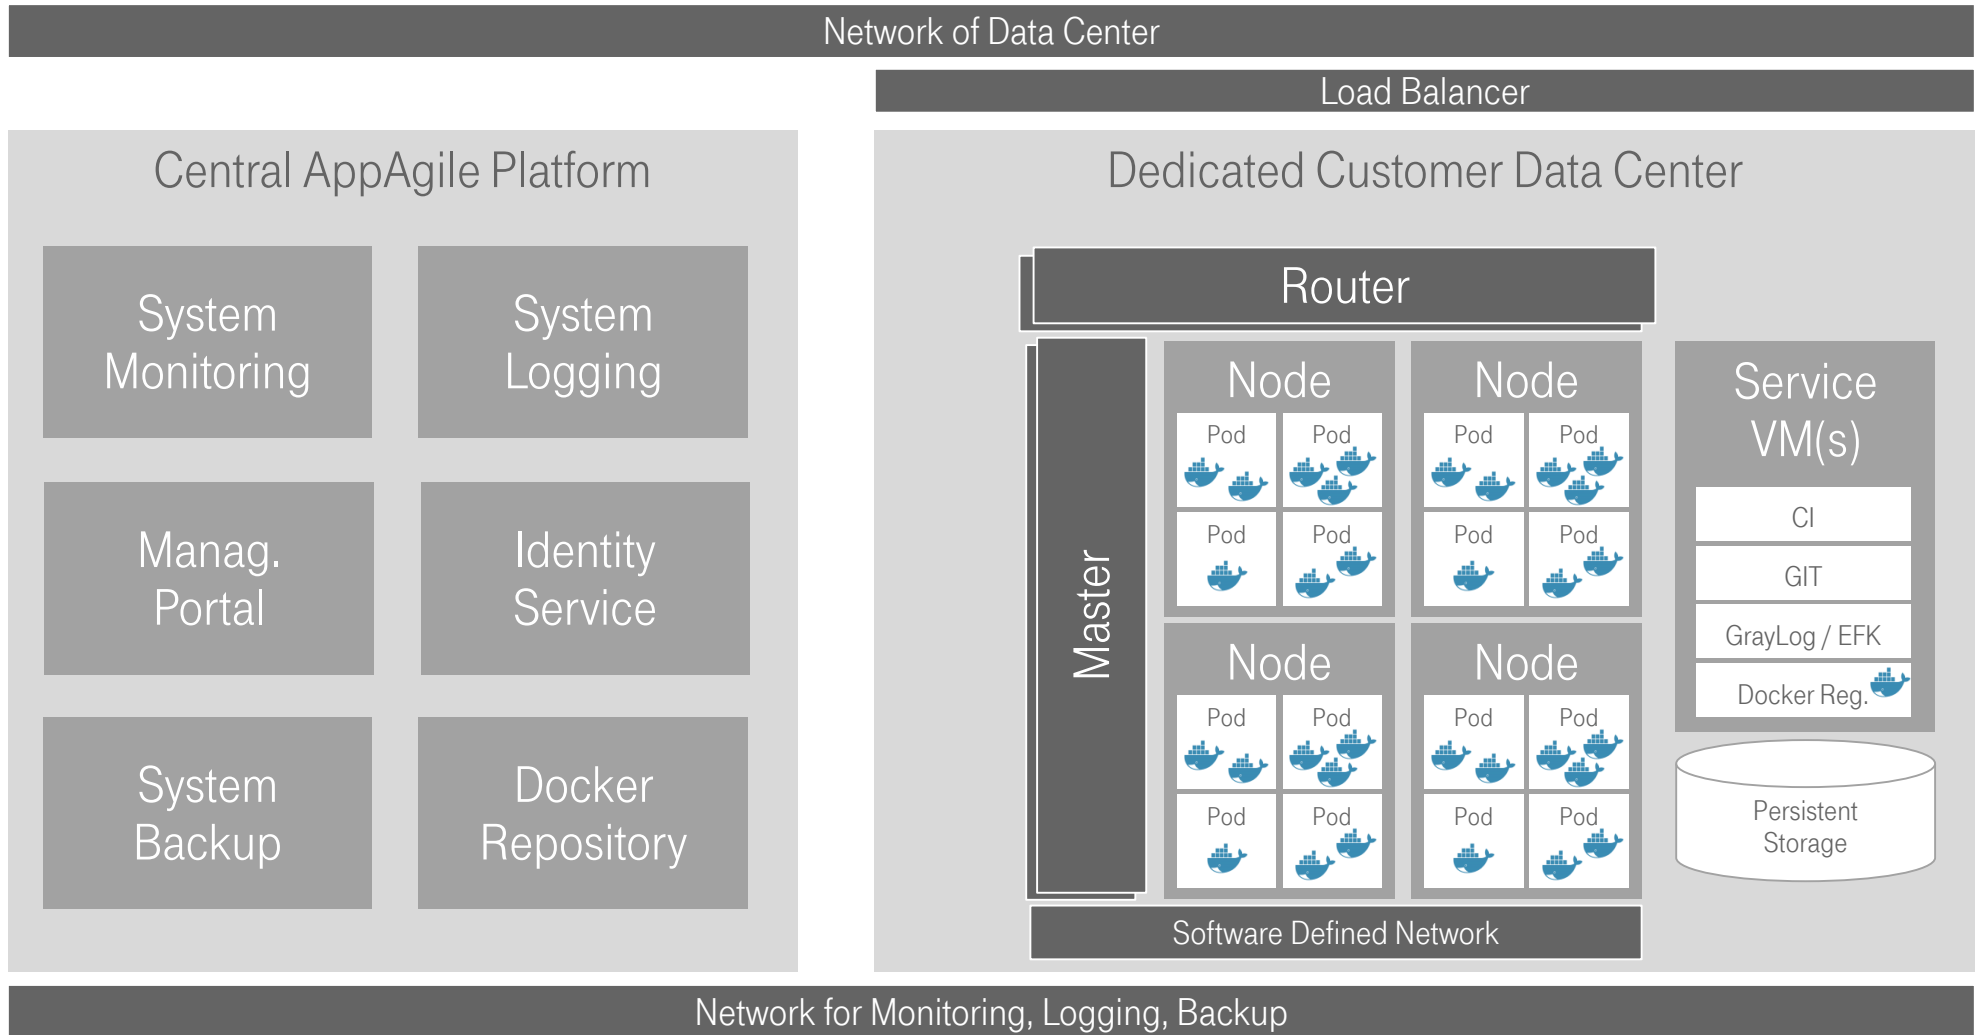 Network of Data Center
Load Balancer
Central AppAgile Platform
System
Monitoring
System
Logging
Manag.
Portal
Identity
Service
System
Backup
Docker
Repository
Dedicated Customer Data Center
Router
Master
Node
Pod
Pod
Pod
Pod
Node
Pod
Pod
Pod
Pod
Node
Pod
Pod
Pod
Pod
Node
Pod
Pod
Pod
Pod
Service
VM(s)
CI
GIT
GrayLog / EFK
Docker Reg.
Persistent
Storage
Software Defined Network
Network for Monitoring, Logging, Backup